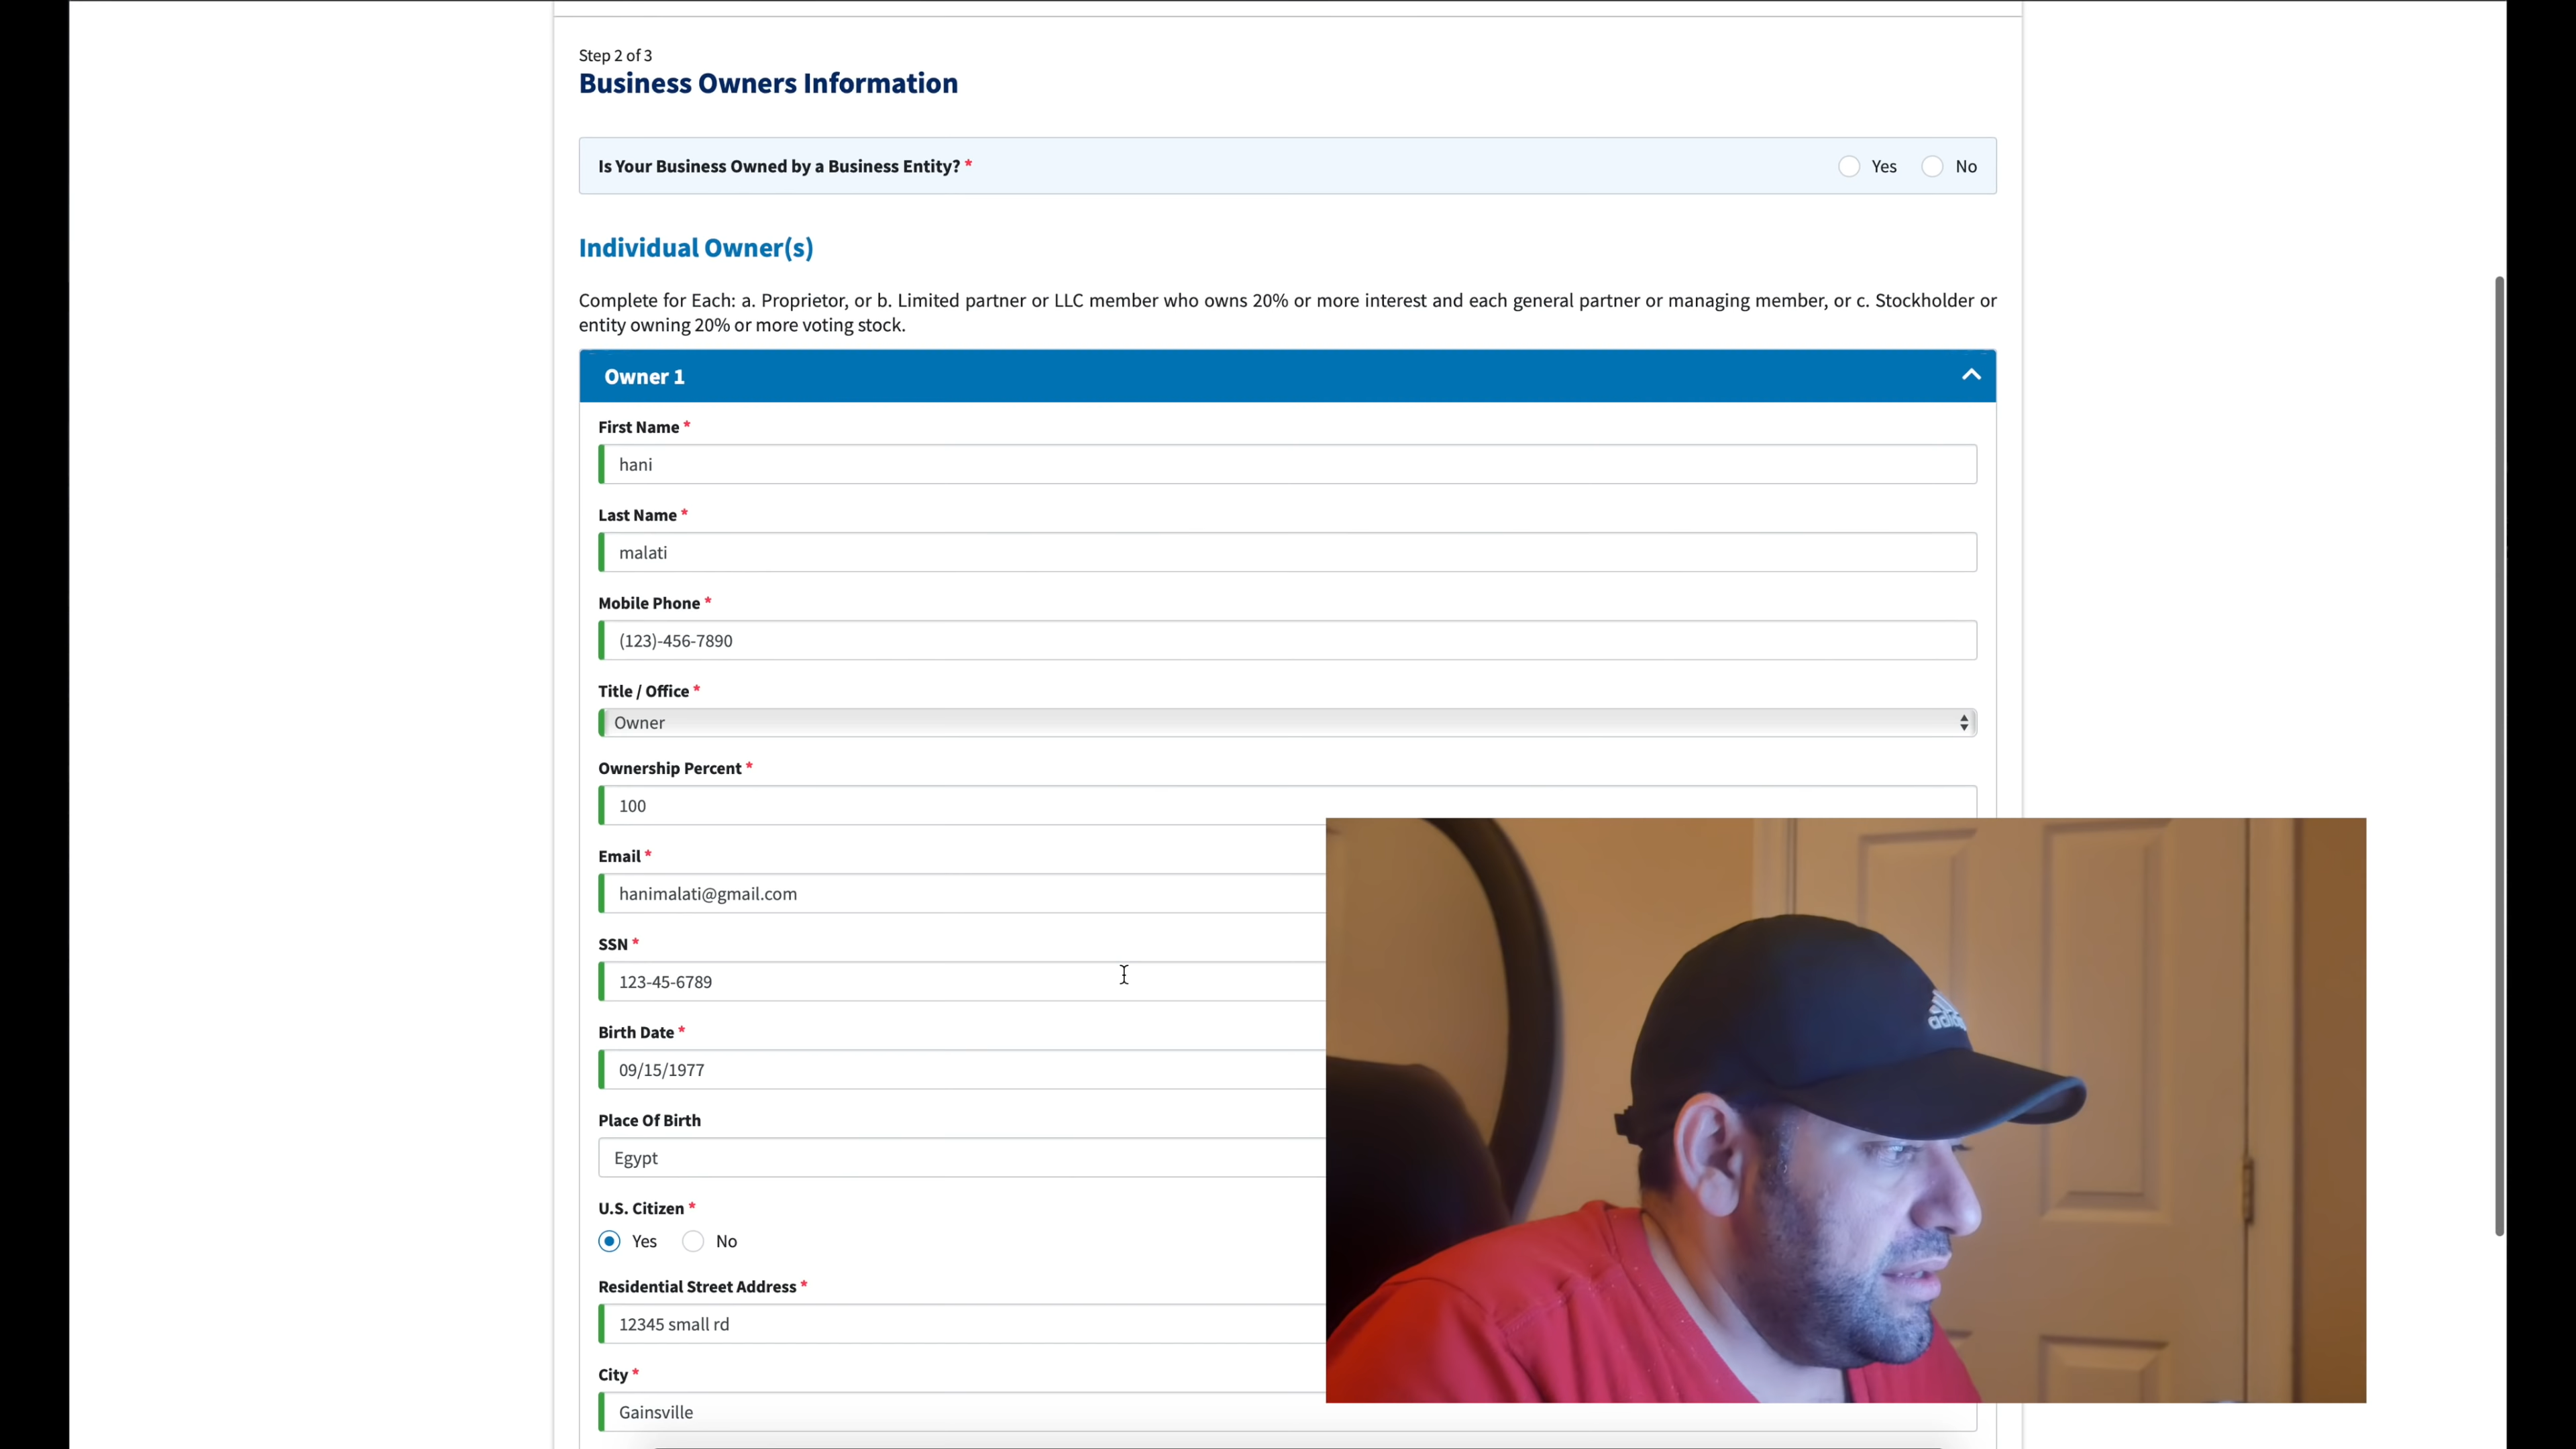 Step 2 of 3
Business Owners Information
Is Your Business Owned by a Business Entity? *
Yes No
Individual Owner(s)
Complete for Each: a. Proprietor, or b. Limited partner or LLC member who owns 20% or more interest and each general partner or managing member, or c. Stockholder or
entity owning 20% or more voting stock.
Owner 1
First Name *
hani
Last Name *
malati
Mobile Phone *
(123)-456-7890
Title / Office *
Owner
Ownership Percent *
100
Email *
hanimalati@gmail.com
SSN *
123-45-6789
Birth Date *
09/15/1977
Place Of Birth
Egypt
U.S. Citizen *
Yes No
Residential Street Address *
12345 small rd
City *
Gainsville
adidas